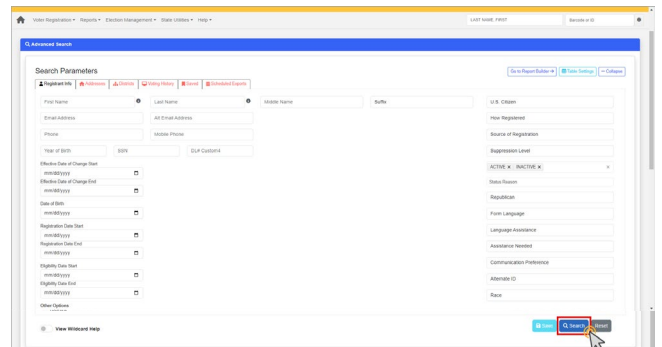 Voter Registration Reports Election Management State Utilities Help LAST NAME, FIRST Barcode or ID
Advanced Search
Search Parameters Go to Report Builder Table Settings Collapse
Registrant Info Addresses Districts Voting History Saved Scheduled Exports
First Name Last Name Middle Name Suffix U.S. Citizen
Email Address Alt Email Address How Registered
Phone Mobile Phone Source of Registration
Year of Birth SSN Suppression Level
Effective Date of Change Start
mm/dd/yyyy ACTIVE × INACTIVE × ×
Effective Date of Change End Status Reason
mm/dd/yyyy
Date of Birth Republican
mm/dd/yyyy Form Language
Registration Date Start
mm/dd/yyyy Language Assistance
Registration Date End
mm/dd/yyyy Assistance Needed
Eligibility Date Start Communication Preference
mm/dd/yyyy
Eligibility Date End Alternate ID
mm/dd/yyyy Race
Other Options
View Wildcard Help Save Search Reset